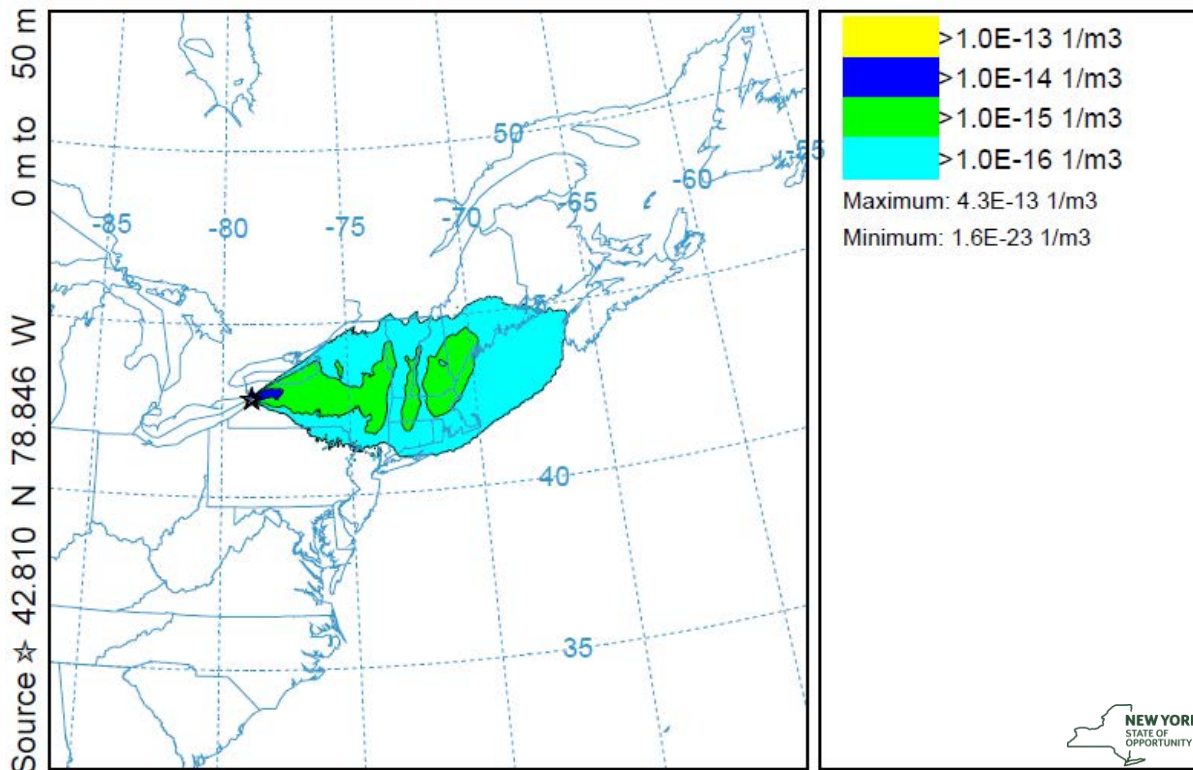 Source ☆ 42.810 N 78.846 W 0 m to 50 m
50
-55
-60
-65
-70
-75
-80
-85
45
40
35
>1.0E-13 1/m3
>1.0E-14 1/m3
>1.0E-15 1/m3
>1.0E-16 1/m3
Maximum: 4.3E-13 1/m3
Minimum: 1.6E-23 1/m3
NEW YORK
STATE OF
OPPORTUNITY